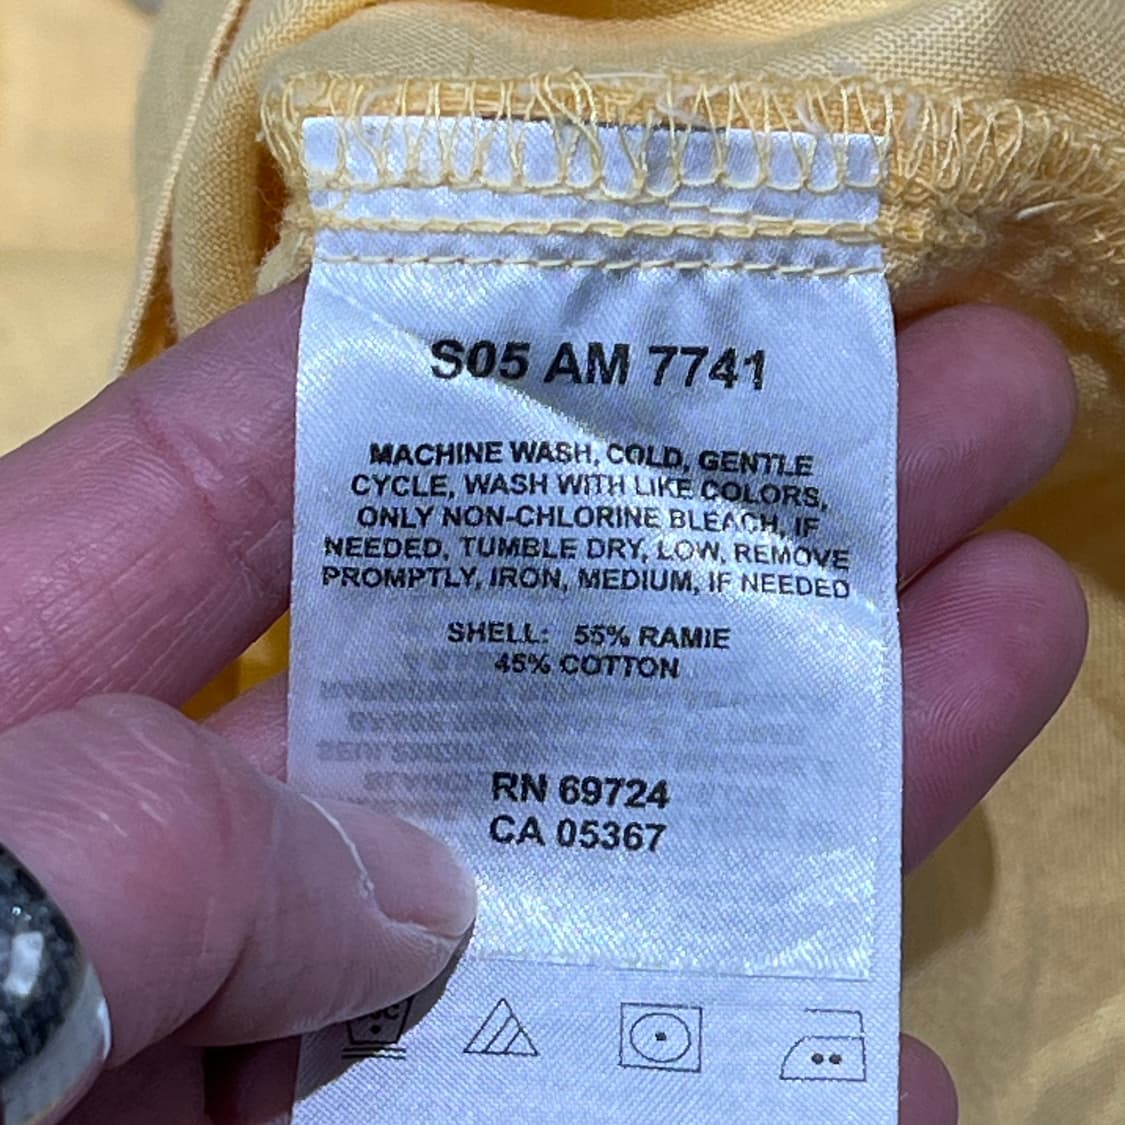 S05 AM 7741
MACHINE WASH, COLD, GENTLE
CYCLE, WASH WITH LIKE COLORS,
ONLY NON-CHLORINE BLEACH, IF
NEEDED, TUMBLE DRY, LOW, REMOVE
PROMPTLY, IRON, MEDIUM, IF NEEDED
SHELL: 55% RAMIE
45% COTTON
RN 69724
CA 05367